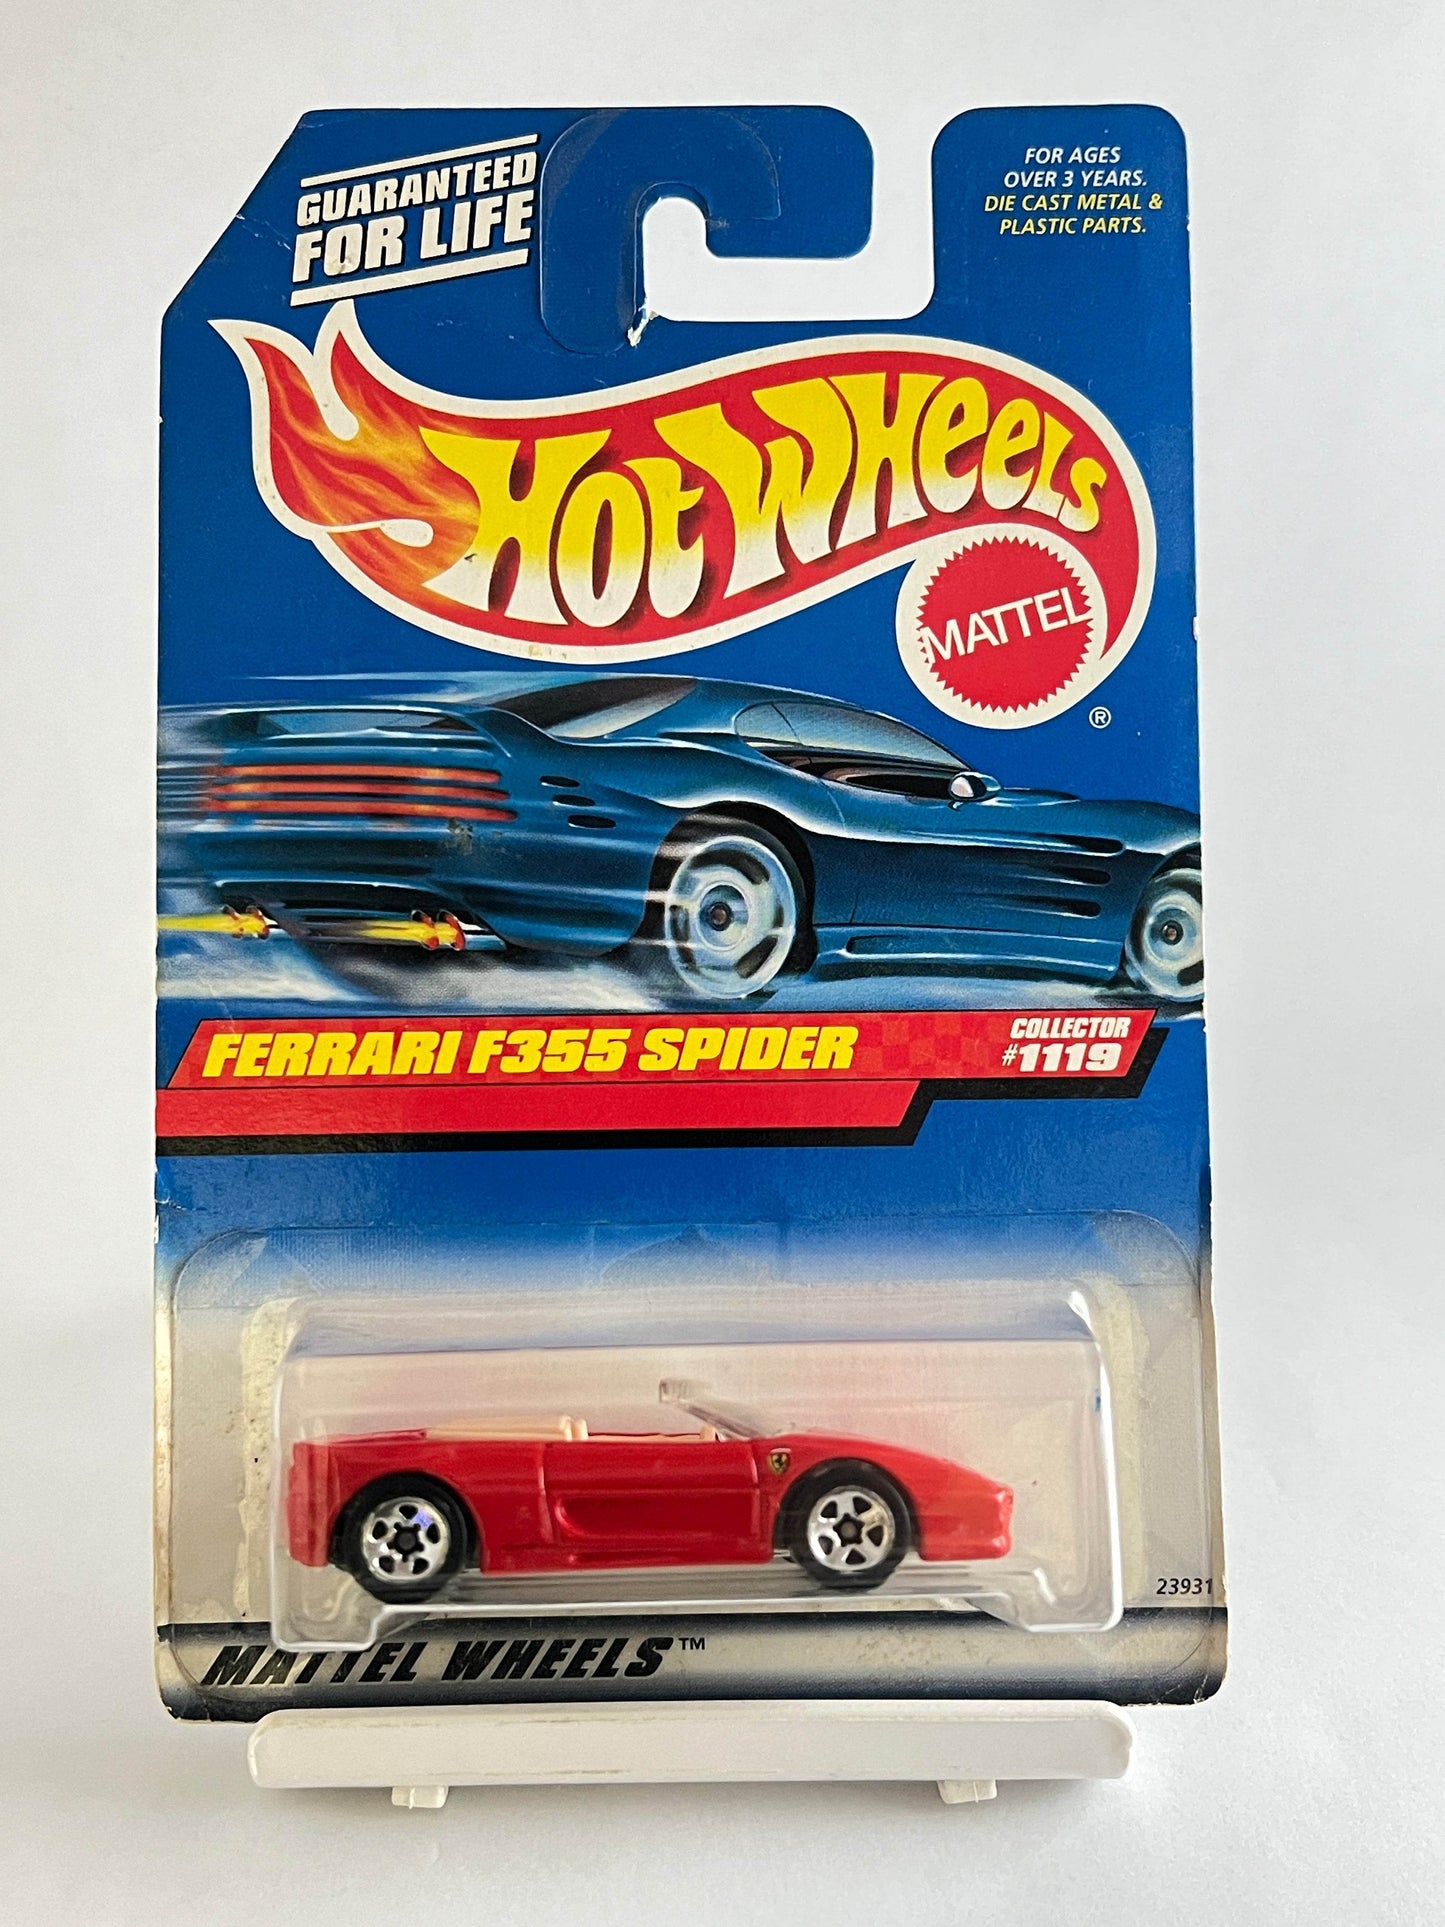 GUARANTEED
FOR LIFE
FOR AGES
OVER 3 YEARS.
DIE CAST METAL &
PLASTIC PARTS.
HOT WHEELS
MATTEL
®
FERRARI F355 SPIDER
COLLECTOR
#1119
23931
MATTEL WHEELS™